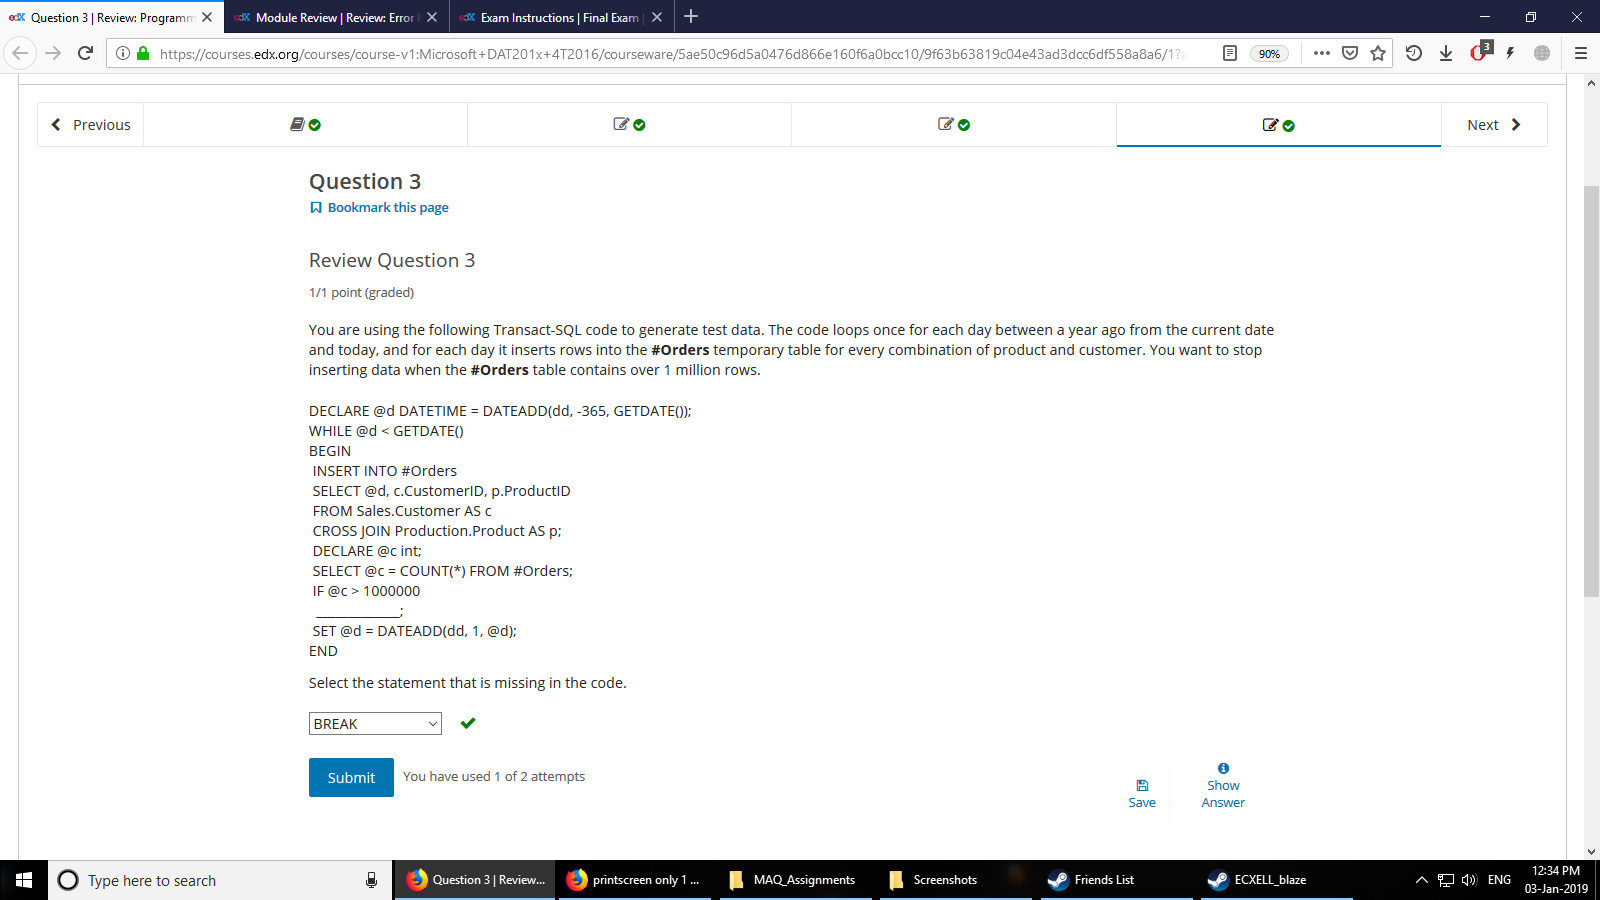 edX Question 3 | Review: Programm
edX Module Review | Review: Error
edX Exam Instructions | Final Exam
https://courses.edx.org/courses/course-v1:Microsoft+DAT201x+4T2016/courseware/5ae50c96d5a0476d866e160f6a0bcc10/9f63b63819c04e43ad3dcc6df558a8a6/1?a
90%
3
Previous
Next
Question 3
Bookmark this page
Review Question 3
1/1 point (graded)
You are using the following Transact-SQL code to generate test data. The code loops once for each day between a year ago from the current date
and today, and for each day it inserts rows into the #Orders temporary table for every combination of product and customer. You want to stop
inserting data when the #Orders table contains over 1 million rows.
DECLARE @d DATETIME = DATEADD(dd, -365, GETDATE());
WHILE @d < GETDATE()
BEGIN
INSERT INTO #Orders
SELECT @d, c.CustomerID, p.ProductID
FROM Sales.Customer AS c
CROSS JOIN Production.Product AS p;
DECLARE @c int;
SELECT @c = COUNT(*) FROM #Orders;
IF @c > 1000000
_____________;
SET @d = DATEADD(dd, 1, @d);
END
Select the statement that is missing in the code.
BREAK
Submit
You have used 1 of 2 attempts
Save
Show
Answer
Type here to search
Question 3 | Review...
printscreen only 1 ...
MAQ_Assignments
Screenshots
Friends List
ECXELL_blaze
ENG
12:34 PM
03-Jan-2019